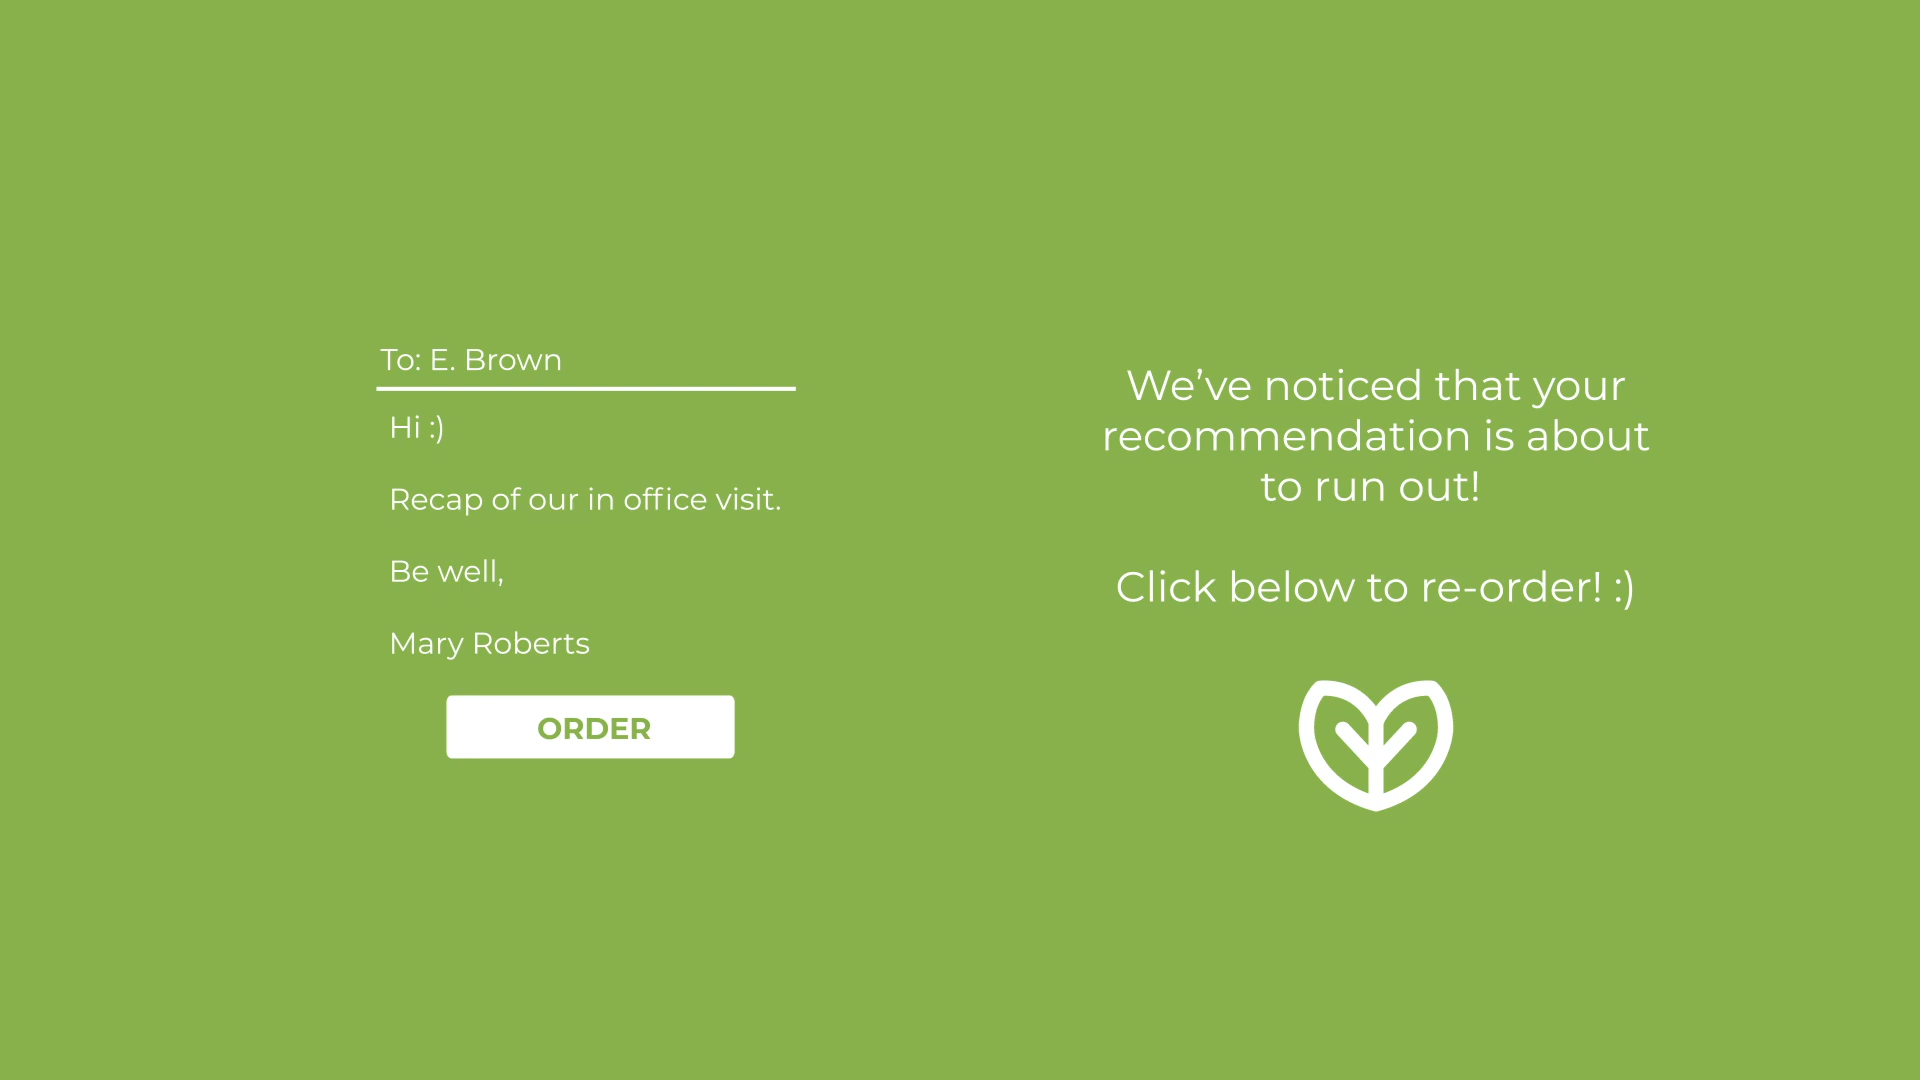 To: E. Brown
Hi :)
Recap of our in office visit.
Be well,
Mary Roberts
ORDER
We’ve noticed that your
recommendation is about
to run out!
Click below to re-order! :)